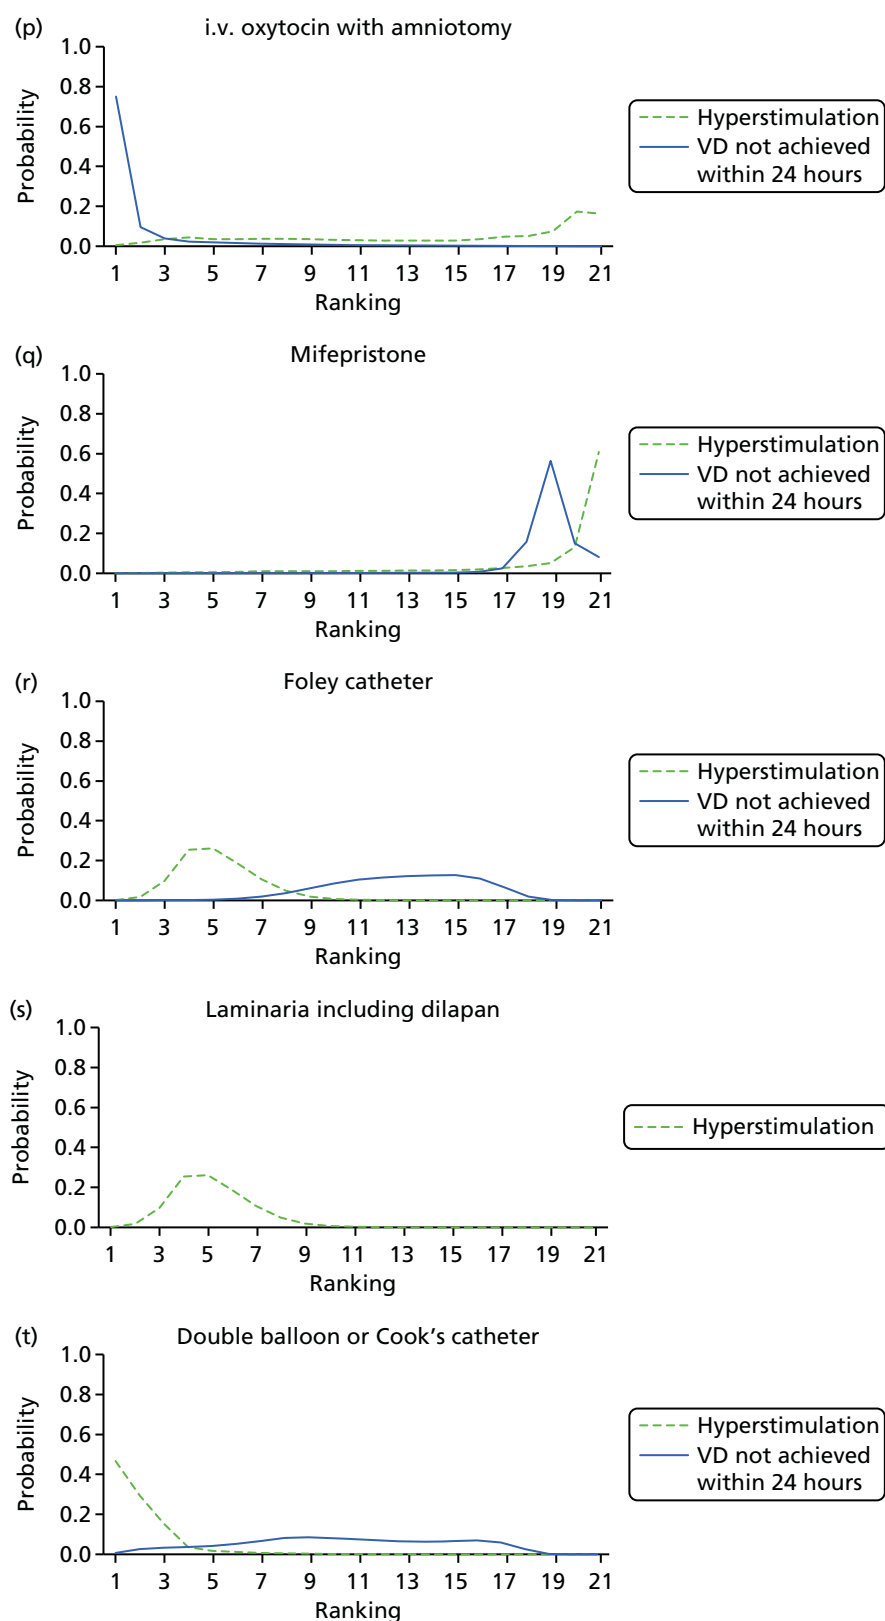 (p)
i.v. oxytocin with amniotomy
1.0
0.8
0.6
0.4
0.2
0.0
Probability
1 3 5 7 9 11 13 15 17 19 21
Ranking
Hyperstimulation
VD not achieved
within 24 hours
(q)
Mifepristone
1.0
0.8
0.6
0.4
0.2
0.0
Probability
1 3 5 7 9 11 13 15 17 19 21
Ranking
Hyperstimulation
VD not achieved
within 24 hours
(r)
Foley catheter
1.0
0.8
0.6
0.4
0.2
0.0
Probability
1 3 5 7 9 11 13 15 17 19 21
Ranking
Hyperstimulation
VD not achieved
within 24 hours
(s)
Laminaria including dilapan
1.0
0.8
0.6
0.4
0.2
0.0
Probability
1 3 5 7 9 11 13 15 17 19 21
Ranking
Hyperstimulation
(t)
Double balloon or Cook's catheter
1.0
0.8
0.6
0.4
0.2
0.0
Probability
1 3 5 7 9 11 13 15 17 19 21
Ranking
Hyperstimulation
VD not achieved
within 24 hours